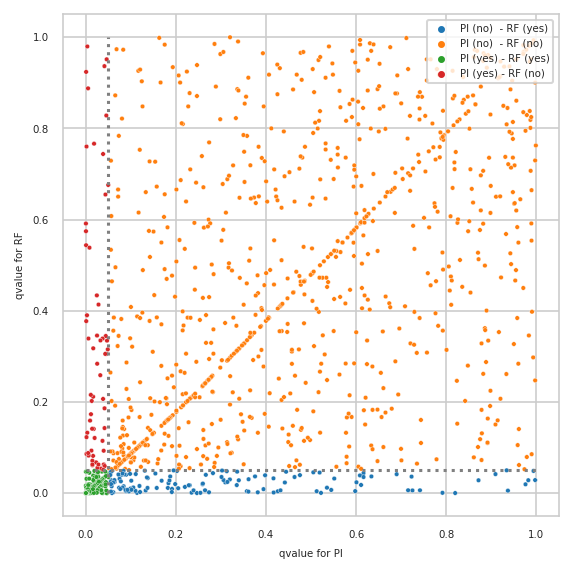 PI (no) - RF (yes)
PI (no) - RF (no)
PI (yes) - RF (yes)
PI (yes) - RF (no)
1.0
0.8
0.6
0.4
0.2
0.0
qvalue for RF
0.0 0.2 0.4 0.6 0.8 1.0
qvalue for PI